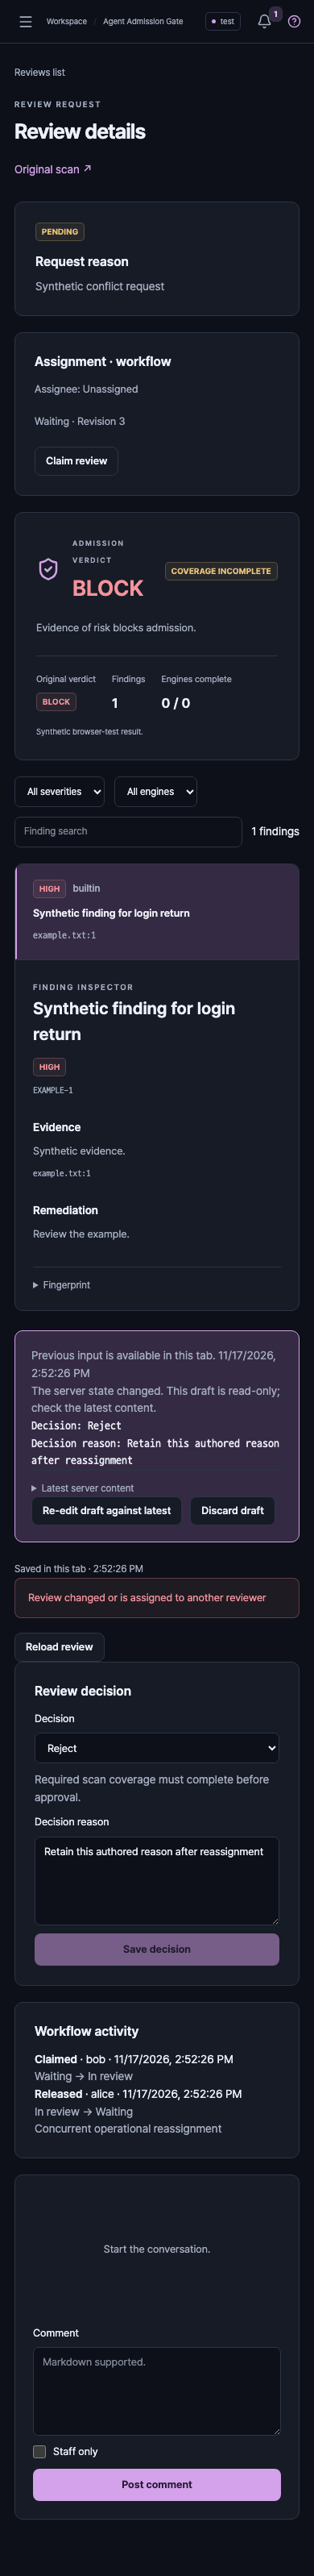 Workspace / Agent Admission Gate
test
1
Reviews list
REVIEW REQUEST
Review details
Original scan ↗
PENDING
Request reason
Synthetic conflict request
Assignment · workflow
Assignee: Unassigned
Waiting · Revision 3
Claim review
ADMISSION
VERDICT
BLOCK
COVERAGE INCOMPLETE
Evidence of risk blocks admission.
Original verdict Findings Engines complete
BLOCK 1 0 / 0
Synthetic browser-test result.
All severities All engines
Finding search 1 findings
HIGH builtin
Synthetic finding for login return
example.txt:1
FINDING INSPECTOR
Synthetic finding for login
return
HIGH
EXAMPLE-1
Evidence
Synthetic evidence.
example.txt:1
Remediation
Review the example.
Fingerprint
Previous input is available in this tab. 11/17/2026,
2:52:26 PM
The server state changed. This draft is read-only;
check the latest content.
Decision: Reject
Decision reason: Retain this authored reason
after reassignment
Latest server content
Re-edit draft against latest Discard draft
Saved in this tab · 2:52:26 PM
Review changed or is assigned to another reviewer
Reload review
Review decision
Decision
Reject
Required scan coverage must complete before
approval.
Decision reason
Retain this authored reason after reassignment
Save decision
Workflow activity
Claimed · bob · 11/17/2026, 2:52:26 PM
Waiting → In review
Released · alice · 11/17/2026, 2:52:26 PM
In review → Waiting
Concurrent operational reassignment
Start the conversation.
Comment
Markdown supported.
Staff only
Post comment